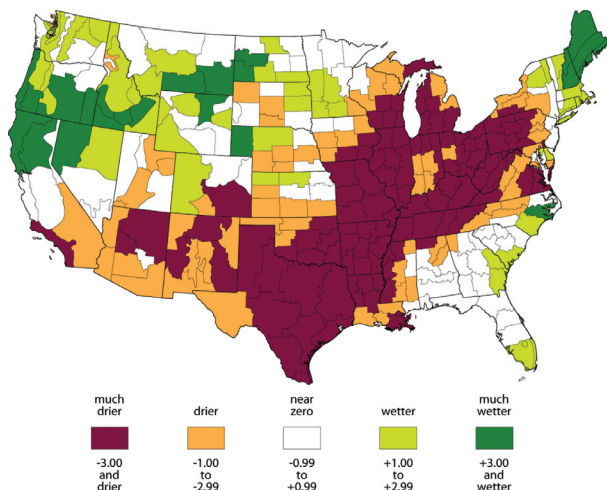 much
drier
drier
near
zero
wetter
much
wetter
-3.00
and
drier
-1.00
to
-2.99
-0.99
to
+0.99
+1.00
to
+2.99
+3.00
and
wetter